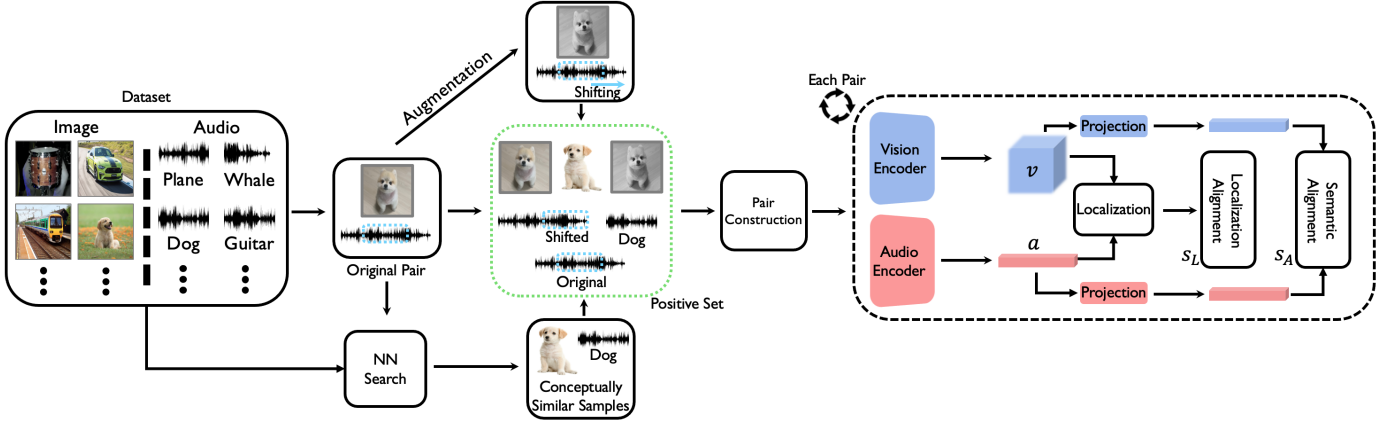 Dataset
Image
Audio
Plane
Whale
Dog
Guitar
Augmentation
Shifting
Original Pair
NN
Search
Shifted
Dog
Original
Positive Set
Dog
Conceptually
Similar Samples
Pair
Construction
Each Pair
Vision
Encoder
Audio
Encoder
v
a
Projection
Localization
Projection
Localization
Alignment
s_L
Semantic
Alignment
s_A